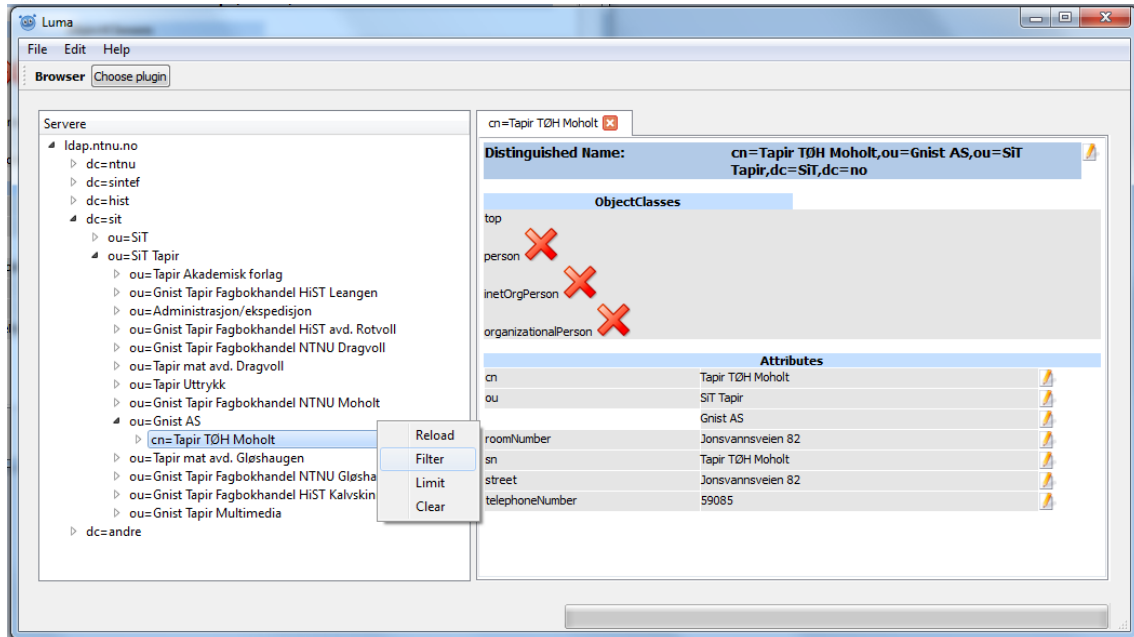 Luma
File Edit Help
Browser Choose plugin
Servere
ldap.ntnu.no
dc=ntnu
dc=sintef
dc=hist
dc=sit
ou=SiT
ou=SiT Tapir
ou=Tapir Akademisk forlag
ou=Gnist Tapir Fagbokhandel HiST Leangen
ou=Administrasjon/ekspedisjon
ou=Gnist Tapir Fagbokhandel HiST avd. Rotvoll
ou=Gnist Tapir Fagbokhandel NTNU Dragvoll
ou=Tapir mat avd. Dragvoll
ou=Tapir Uttrykk
ou=Gnist Tapir Fagbokhandel NTNU Moholt
ou=Gnist AS
cn=Tapir TØH Moholt
ou=Tapir mat avd. Gløshaugen
ou=Gnist Tapir Fagbokhandel NTNU Gløsha
ou=Gnist Tapir Fagbokhandel HiST Kalvskin
ou=Gnist Tapir Multimedia
dc=andre
Reload
Filter
Limit
Clear
cn=Tapir TØH Moholt
Distinguished Name: cn=Tapir TØH Moholt,ou=Gnist AS,ou=SiT
Tapir,dc=SiT,dc=no
ObjectClasses
top
person
inetOrgPerson
organizationalPerson
Attributes
cn Tapir TØH Moholt
ou SiT Tapir
Gnist AS
roomNumber Jonsvannsveien 82
sn Tapir TØH Moholt
street Jonsvannsveien 82
telephoneNumber 59085